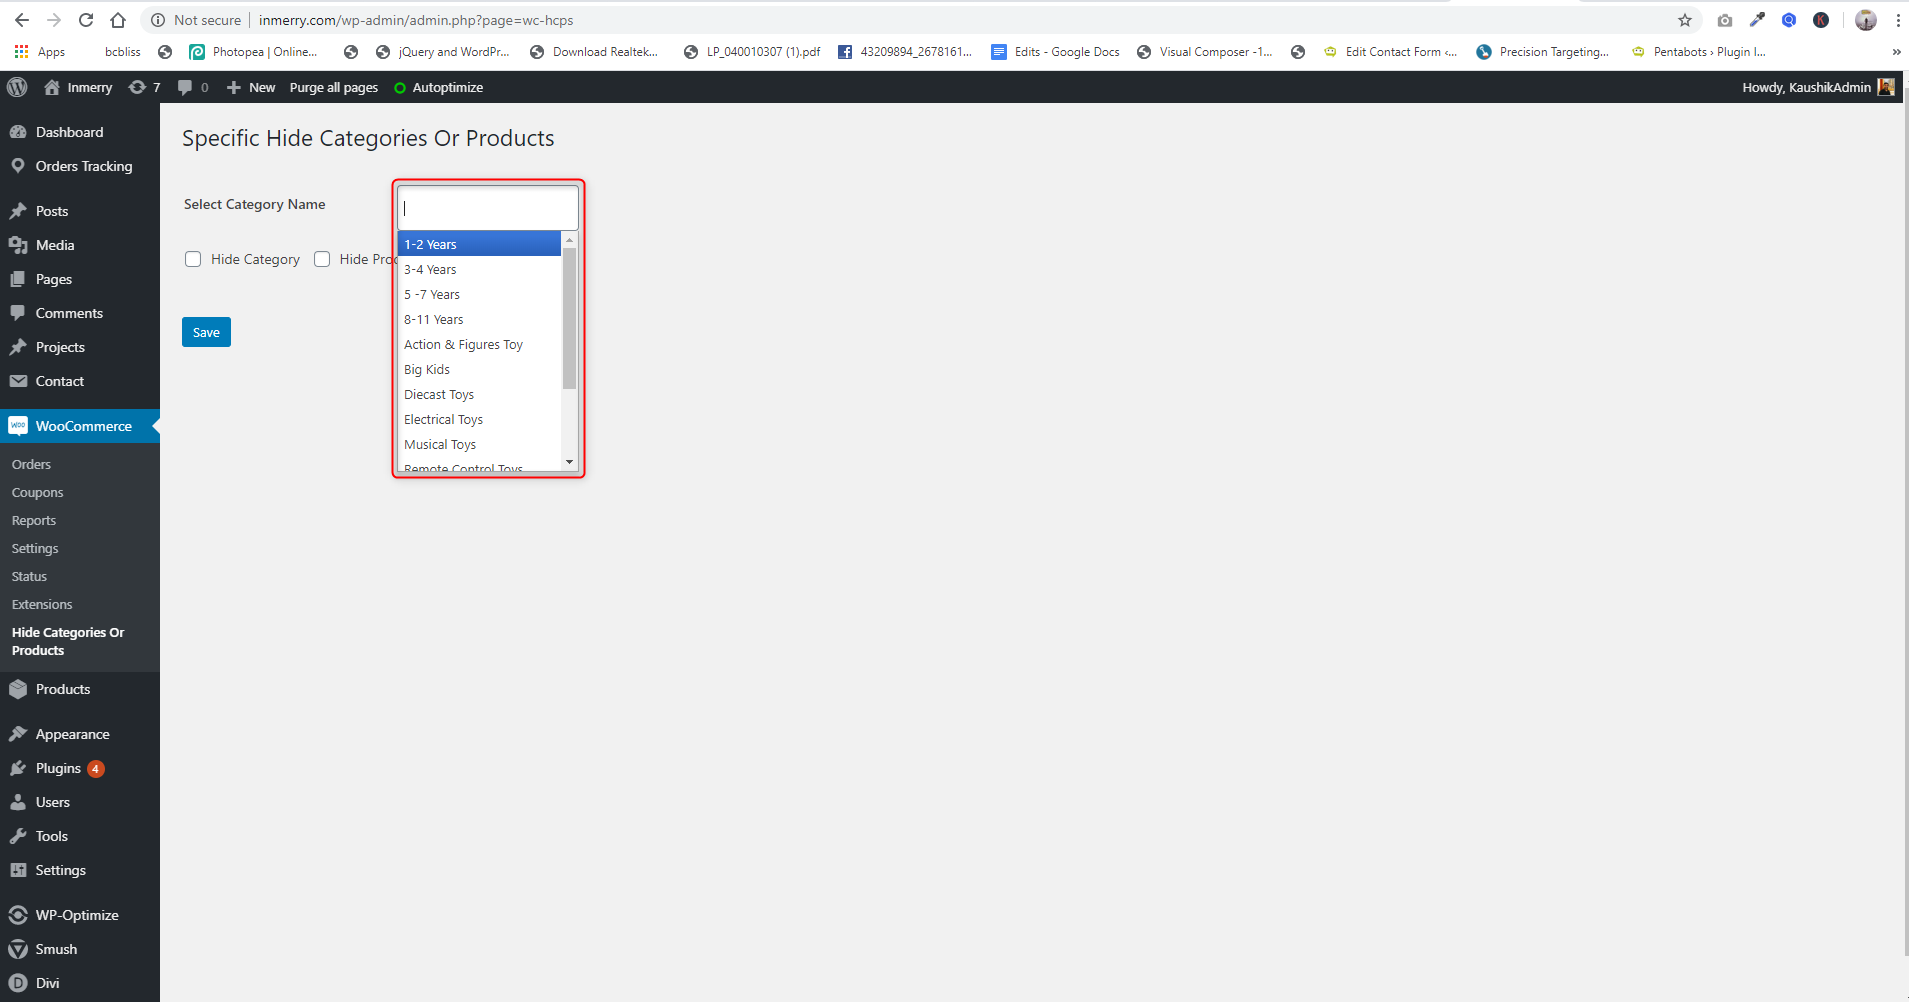 Not secure | inmerry.com/wp-admin/admin.php?page=wc-hcps
Apps bcbliss Photopea | Online... jQuery and WordPr... Download Realtek... LP_040010307 (1).pdf 43209894_2678161... Edits - Google Docs Visual Composer -1... Edit Contact Form ‹... Precision Targeting... Pentabots › Plugin I... »
Inmerry 7 0 New Purge all pages Autoptimize Howdy, KaushikAdmin
Dashboard
Orders Tracking
Posts
Media
Pages
Comments
Projects
Contact
WooCommerce
Orders
Coupons
Reports
Settings
Status
Extensions
Hide Categories Or
Products
Products
Appearance
Plugins 4
Users
Tools
Settings
WP-Optimize
Smush
Divi
Specific Hide Categories Or Products
Select Category Name
Hide Category Hide Proc
Save
1-2 Years
3-4 Years
5 -7 Years
8-11 Years
Action & Figures Toy
Big Kids
Diecast Toys
Electrical Toys
Musical Toys
Remote Control Toys